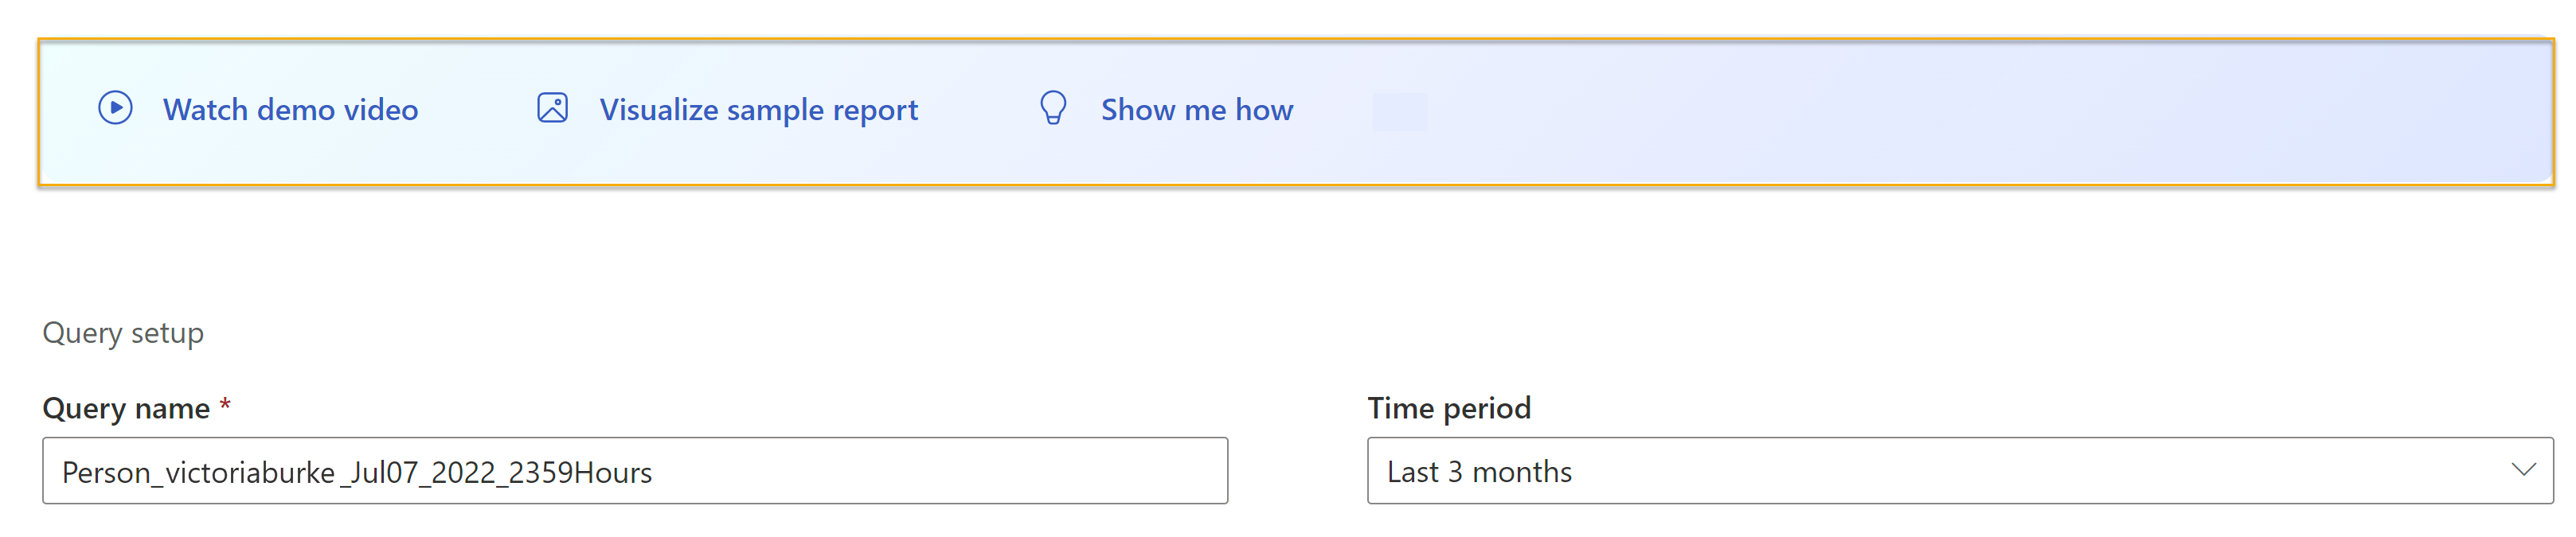 Watch demo video Visualize sample report Show me how
Query setup
Query name * Time period
Person_victoriaburke_Jul07_2022_2359Hours Last 3 months